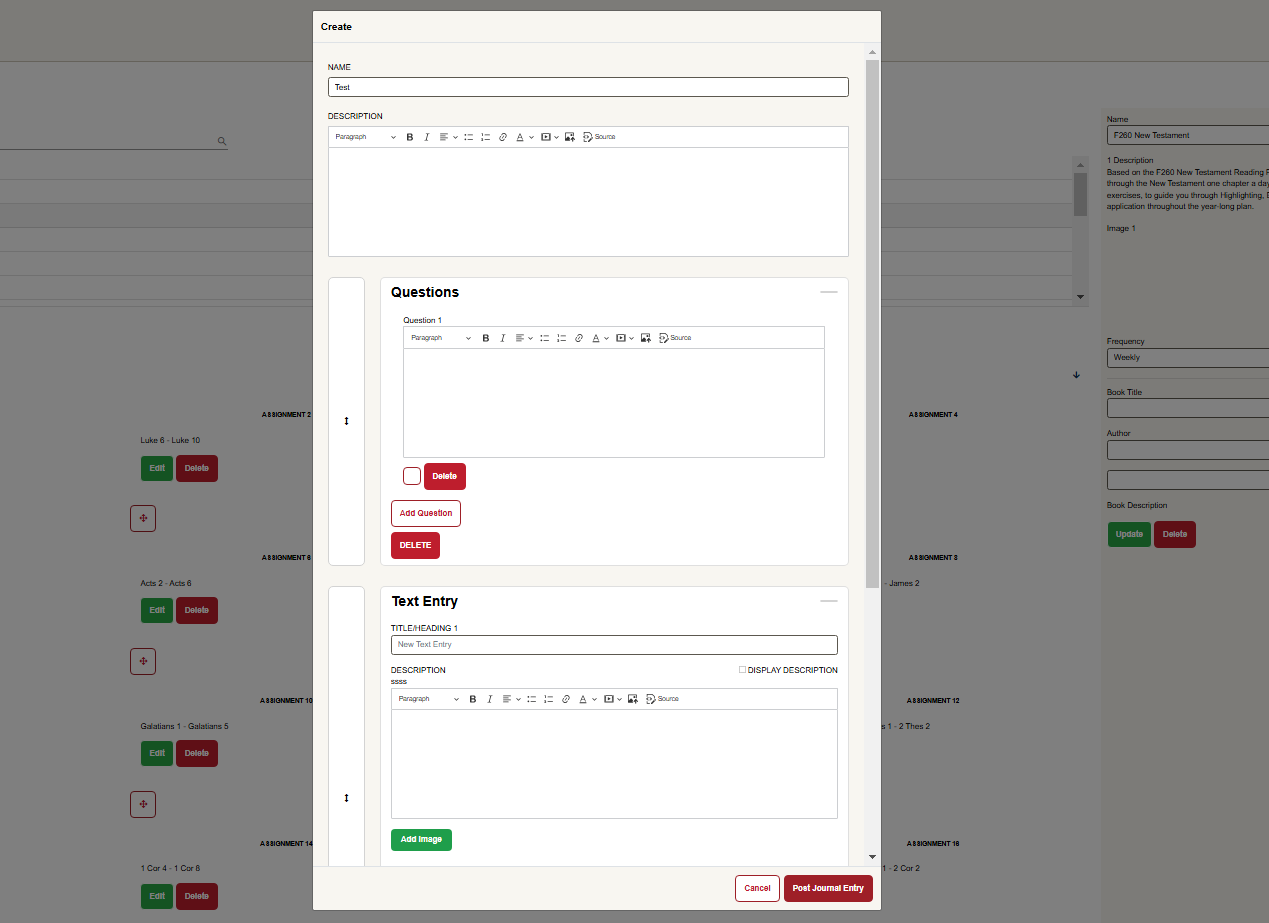 Create
NAME
Test
DESCRIPTION
Paragraph B I A Source
Questions
Question 1
Paragraph B I A Source
Delete
Add Question
DELETE
Text Entry
TITLE/HEADING 1
New Text Entry
DESCRIPTION DISPLAY DESCRIPTION
ssss
Paragraph B I A Source
Add Image
Cancel Post Journal Entry
ASSIGNMENT 2 ASSIGNMENT 4
Luke 6 - Luke 10
Edit Delete
ASSIGNMENT 6 ASSIGNMENT 8
Acts 2 - Acts 6 - James 2
Edit Delete
ASSIGNMENT 10 ASSIGNMENT 12
Galatians 1 - Galatians 5 s 1 - 2 Thes 2
Edit Delete
ASSIGNMENT 14 ASSIGNMENT 16
1 Cor 4 - 1 Cor 8 1 - 2 Cor 2
Edit Delete
Name
F260 New Testament
1 Description
Based on the F260 New Testament Reading
through the New Testament one chapter a day
exercises, to guide you through Highlighting,
application throughout the year-long plan.
Image 1
Frequency
Weekly
Book Title
Author
Book Description
Update Delete